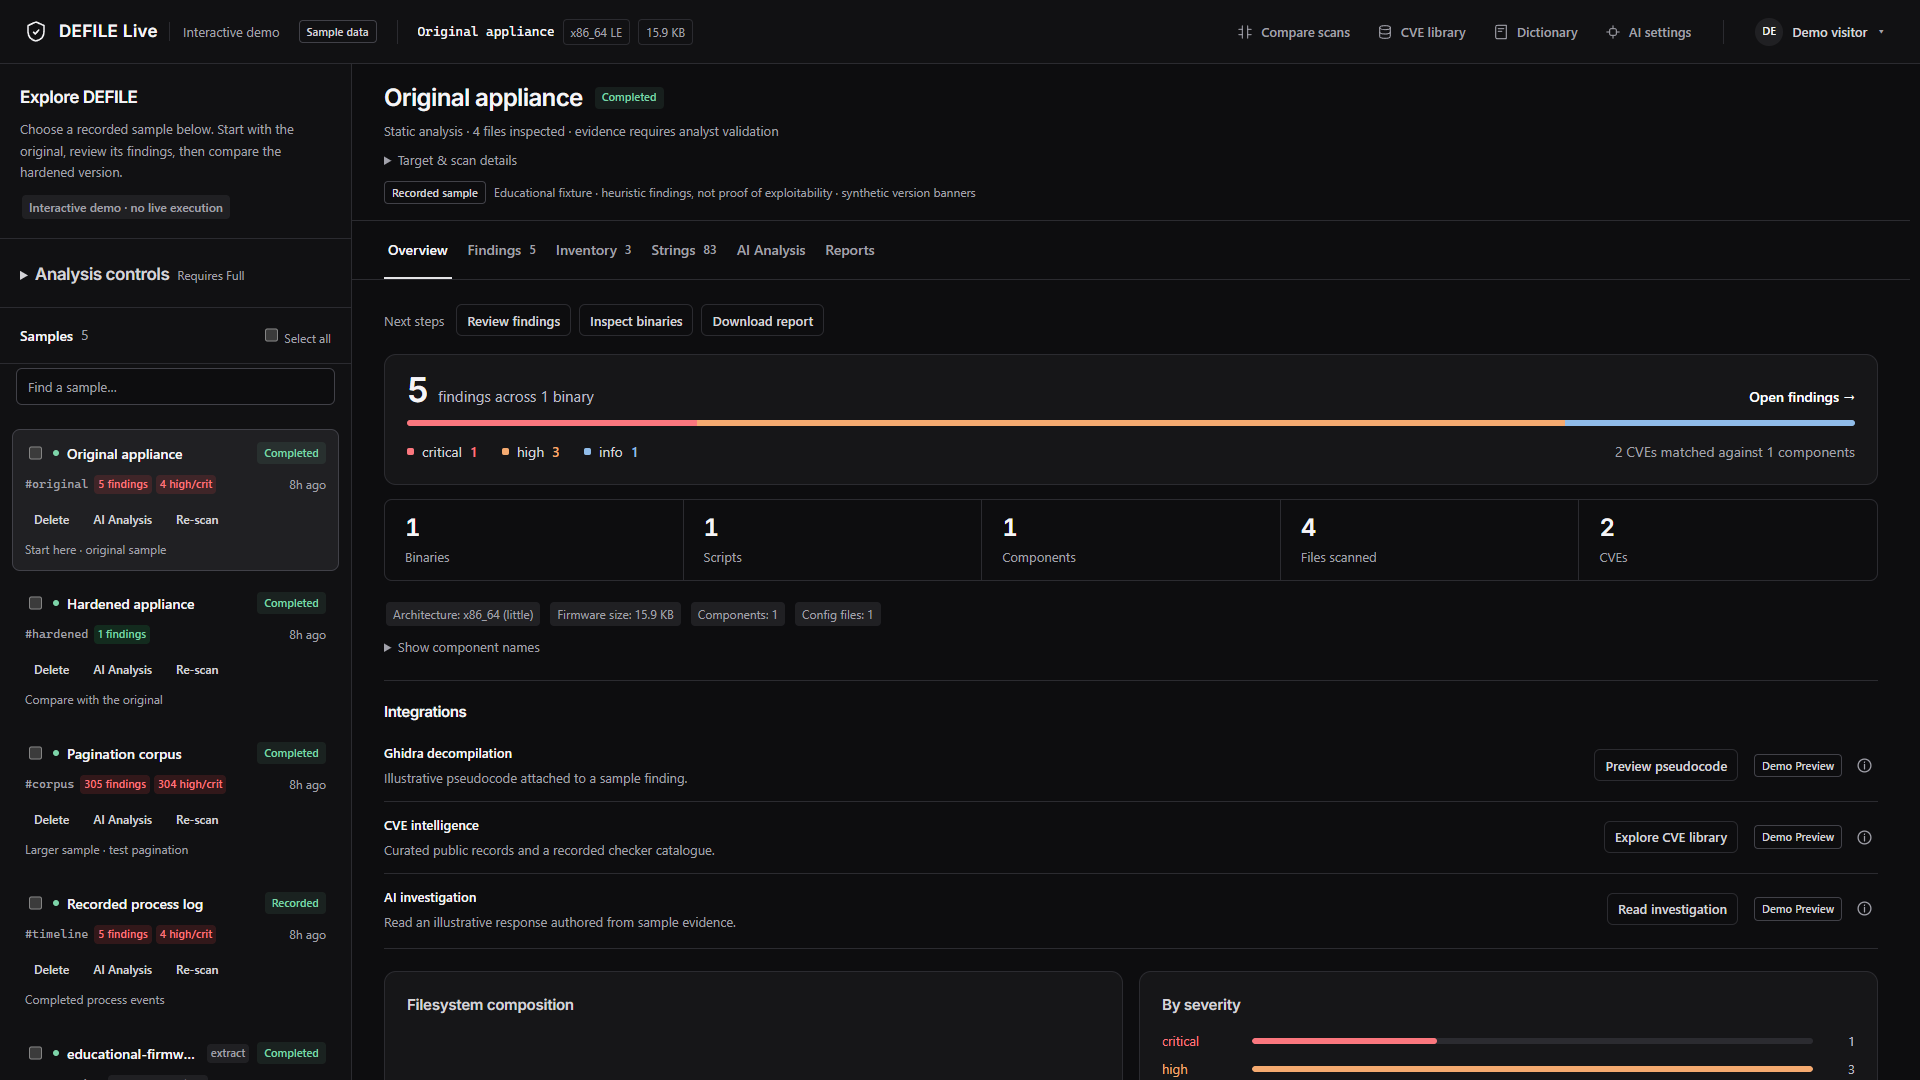 DEFILE Live
Interactive demo
Sample data
Original appliance
x86_64 LE
15.9 KB
Compare scans
CVE library
Dictionary
AI settings
DE
Demo visitor
Explore DEFILE
Choose a recorded sample below. Start with the
original, review its findings, then compare the
hardened version.
Interactive demo · no live execution
Analysis controls Requires Full
Samples 5
Select all
Find a sample...
Original appliance
Completed
#original 5 findings 4 high/crit 8h ago
Delete AI Analysis Re-scan
Start here · original sample
Hardened appliance
Completed
#hardened 1 findings 8h ago
Delete AI Analysis Re-scan
Compare with the original
Pagination corpus
Completed
#corpus 305 findings 304 high/crit 8h ago
Delete AI Analysis Re-scan
Larger sample · test pagination
Recorded process log
Recorded
#timeline 5 findings 4 high/crit 8h ago
Delete AI Analysis Re-scan
Completed process events
educational-firmw... extract Completed
Original appliance Completed
Static analysis · 4 files inspected · evidence requires analyst validation
Target & scan details
Recorded sample Educational fixture · heuristic findings, not proof of exploitability · synthetic version banners
Overview Findings 5 Inventory 3 Strings 83 AI Analysis Reports
Next steps Review findings Inspect binaries Download report
5 findings across 1 binary
Open findings →
critical 1 high 3 info 1
2 CVEs matched against 1 components
1 1 1 4 2
Binaries Scripts Components Files scanned CVEs
Architecture: x86_64 (little) Firmware size: 15.9 KB Components: 1 Config files: 1
Show component names
Integrations
Ghidra decompilation
Illustrative pseudocode attached to a sample finding.
Preview pseudocode Demo Preview
CVE intelligence
Curated public records and a recorded checker catalogue.
Explore CVE library Demo Preview
AI investigation
Read an illustrative response authored from sample evidence.
Read investigation Demo Preview
Filesystem composition
By severity
critical 1
high 3